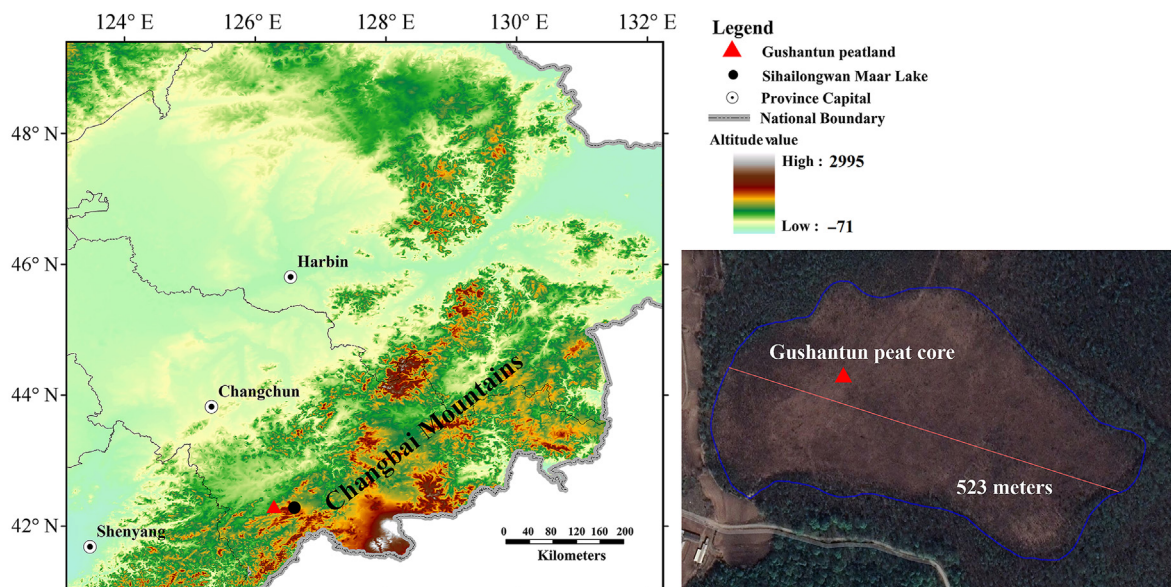 124° E
126° E
128° E
130° E
132° E
48° N
46° N
44° N
42° N
Harbin
Changchun
Shenyang
Changbai Mountains
0 40 80 120 160 200
Kilometers
Legend
Gushantun peatland
Sihailongwan Maar Lake
Province Capital
National Boundary
Altitude value
High : 2995
Low : –71
Gushantun peat core
523 meters